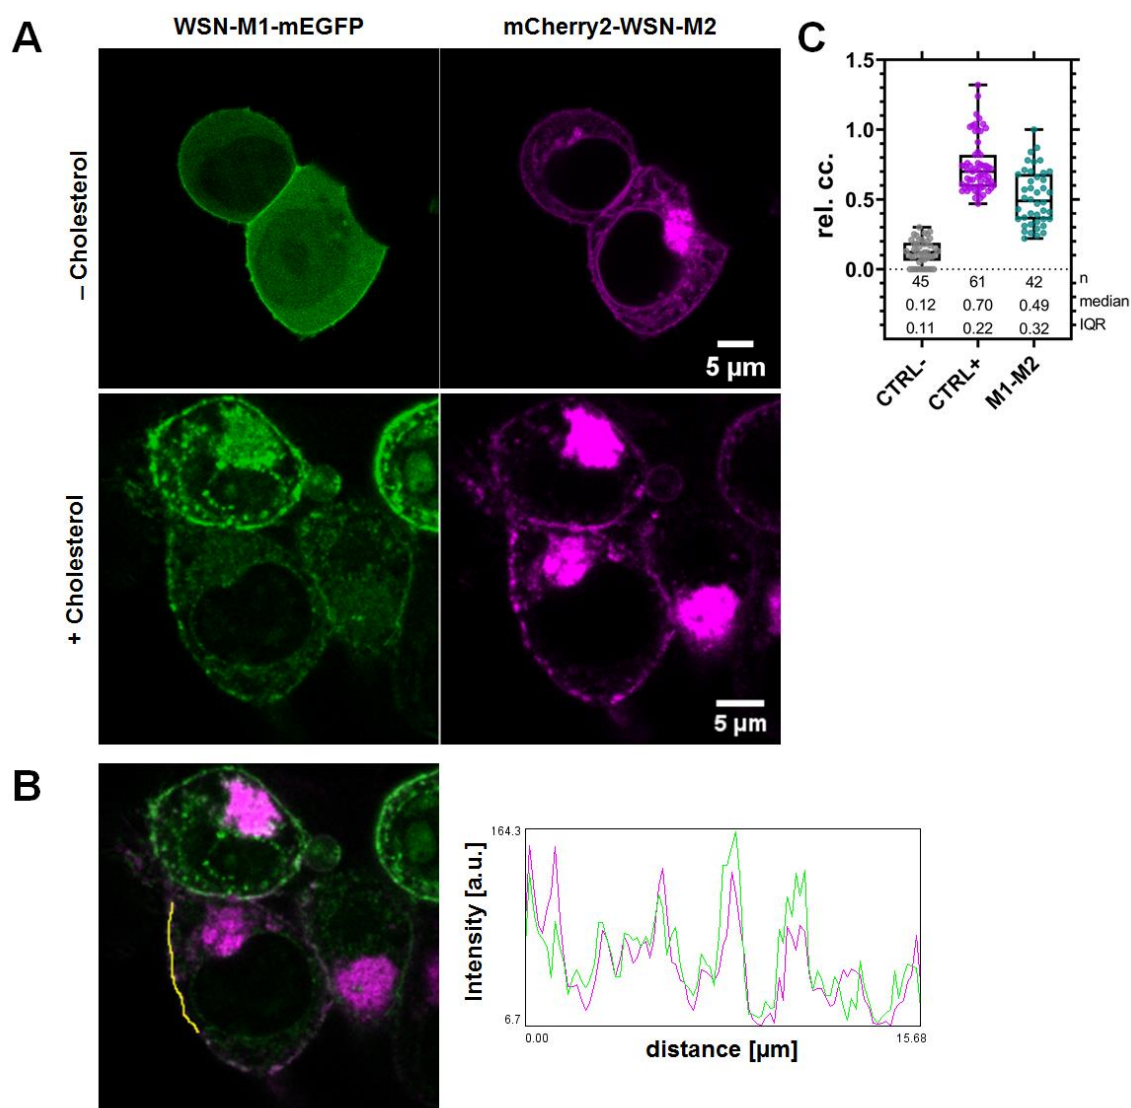 A
WSN-M1-mEGFP
mCherry2-WSN-M2
– Cholesterol
5 µm
+ Cholesterol
5 µm
B
Intensity [a.u.]
164.3
6.7
0.00
15.68
distance [µm]
C
rel. cc.
1.5
1.0
0.5
0.0
45 61 42 n
0.12 0.70 0.49 median
0.11 0.22 0.32 IQR
CTRL-
CTRL+
M1-M2